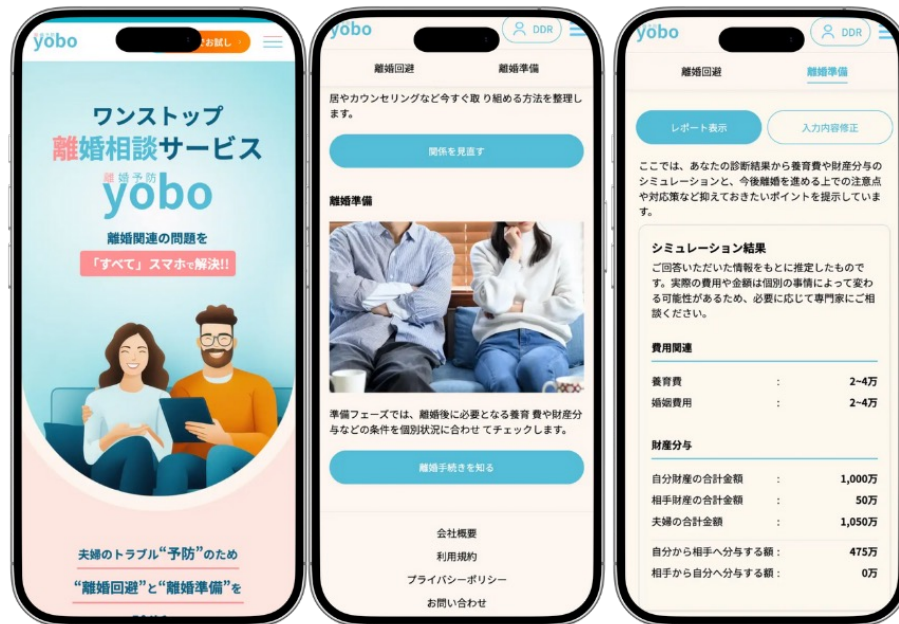 yobo
お試し
ワンストップ
離婚相談サービス
離婚予防
yobo
離婚関連の問題を
「すべて」スマホで解決!!
夫婦のトラブル“予防”のため
“離婚回避”と“離婚準備”を
yobo
DDR
離婚回避
離婚準備
居やカウンセリングなど今すぐ取 り組める方法を整理し
ます。
関係を見直す
離婚準備
準備フェーズでは、離婚後に必要となる養育 費や財産分
与などの条件を個別状況に合わせ てチェックします。
離婚手続きを知る
会社概要
利用規約
プライバシーポリシー
お問い合わせ
yobo
DDR
離婚回避
離婚準備
レポート表示
入力内容修正
ここでは、あなたの診断結果から養育費や財産分与の
シミュレーションと、今後離婚を進める上での注意点
や対応策など抑えておきたいポイントを提示していま
す。
シミュレーション結果
ご回答いただいた情報をもとに推定したもので
す。実際の費用や金額は個別の事情によって変わ
る可能性があるため、必要に応じて専門家にご相
談ください。
費用関連
養育費 : 2~4万
婚姻費用 : 2~4万
財産分与
自分財産の合計金額 : 1,000万
相手財産の合計金額 : 50万
夫婦の合計金額 : 1,050万
自分から相手へ分与する額 : 475万
相手から自分へ分与する額 : 0万